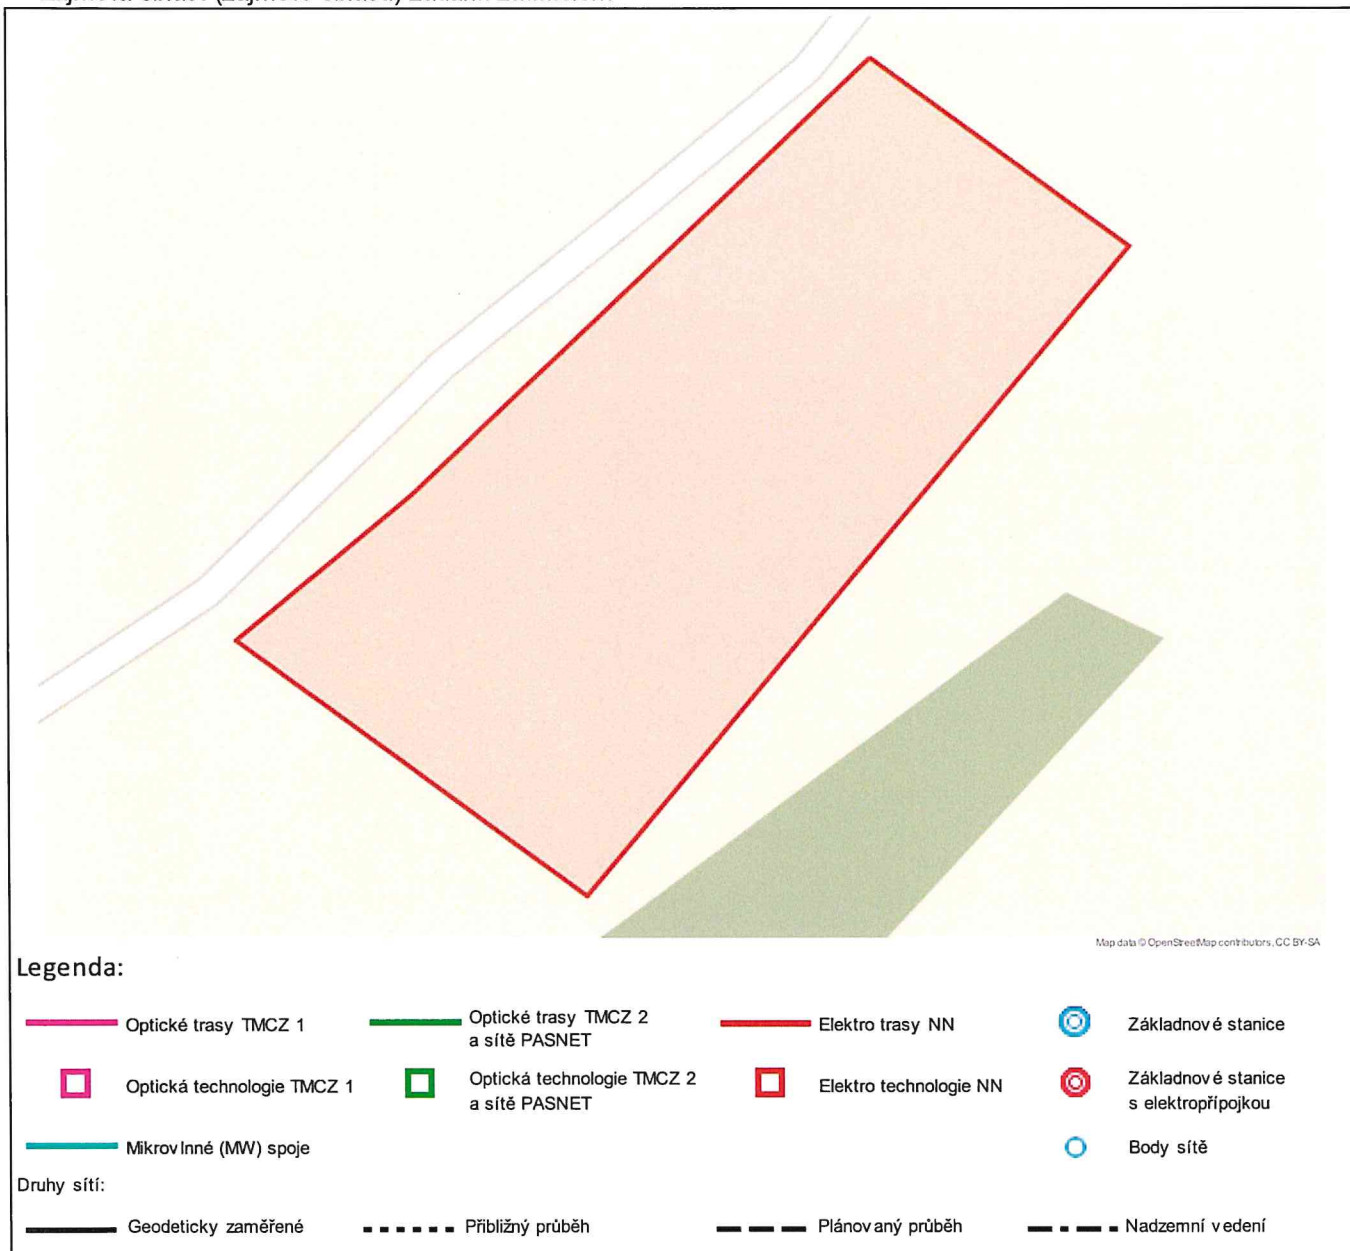 Map data © OpenStreetMap contributors, CC BY-SA
Legenda:
Optické trasy TMCZ 1
Optické trasy TMCZ 2
a sítě PASNET
Elektro trasy NN
Základnové stanice
Optická technologie TMCZ 1
Optická technologie TMCZ 2
a sítě PASNET
Elektro technologie NN
Základnové stanice
s elektropřípojkou
Mikrovlnné (MW) spoje
Body sítě
Druhy sítí:
Geodeticky zaměřené
Přibližný průběh
Plánovaný průběh
Nadzemní vedení